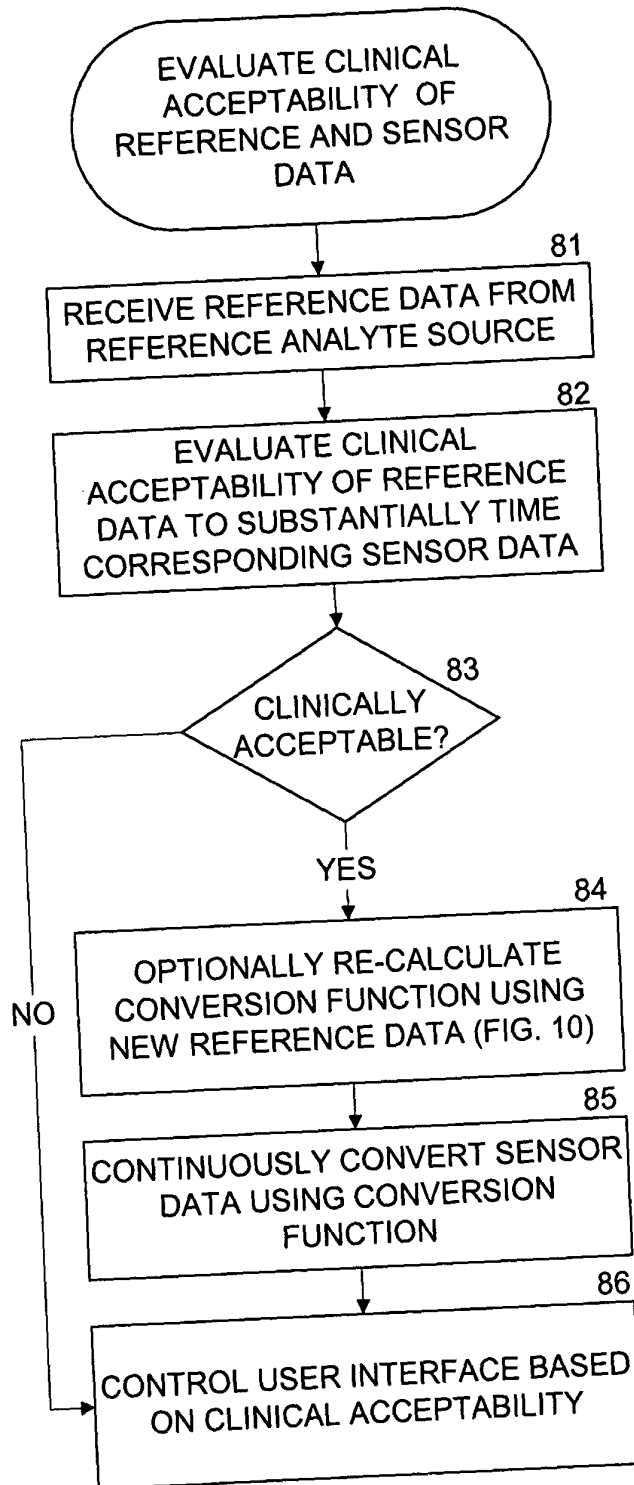 EVALUATE CLINICAL
ACCEPTABILITY OF
REFERENCE AND SENSOR
DATA
81
RECEIVE REFERENCE DATA FROM
REFERENCE ANALYTE SOURCE
82
EVALUATE CLINICAL
ACCEPTABILITY OF REFERENCE
DATA TO SUBSTANTIALLY TIME
CORRESPONDING SENSOR DATA
83
CLINICALLY
ACCEPTABLE?
YES
NO
84
OPTIONALLY RE-CALCULATE
CONVERSION FUNCTION USING
NEW REFERENCE DATA (FIG. 10)
85
CONTINUOUSLY CONVERT SENSOR
DATA USING CONVERSION
FUNCTION
86
CONTROL USER INTERFACE BASED
ON CLINICAL ACCEPTABILITY